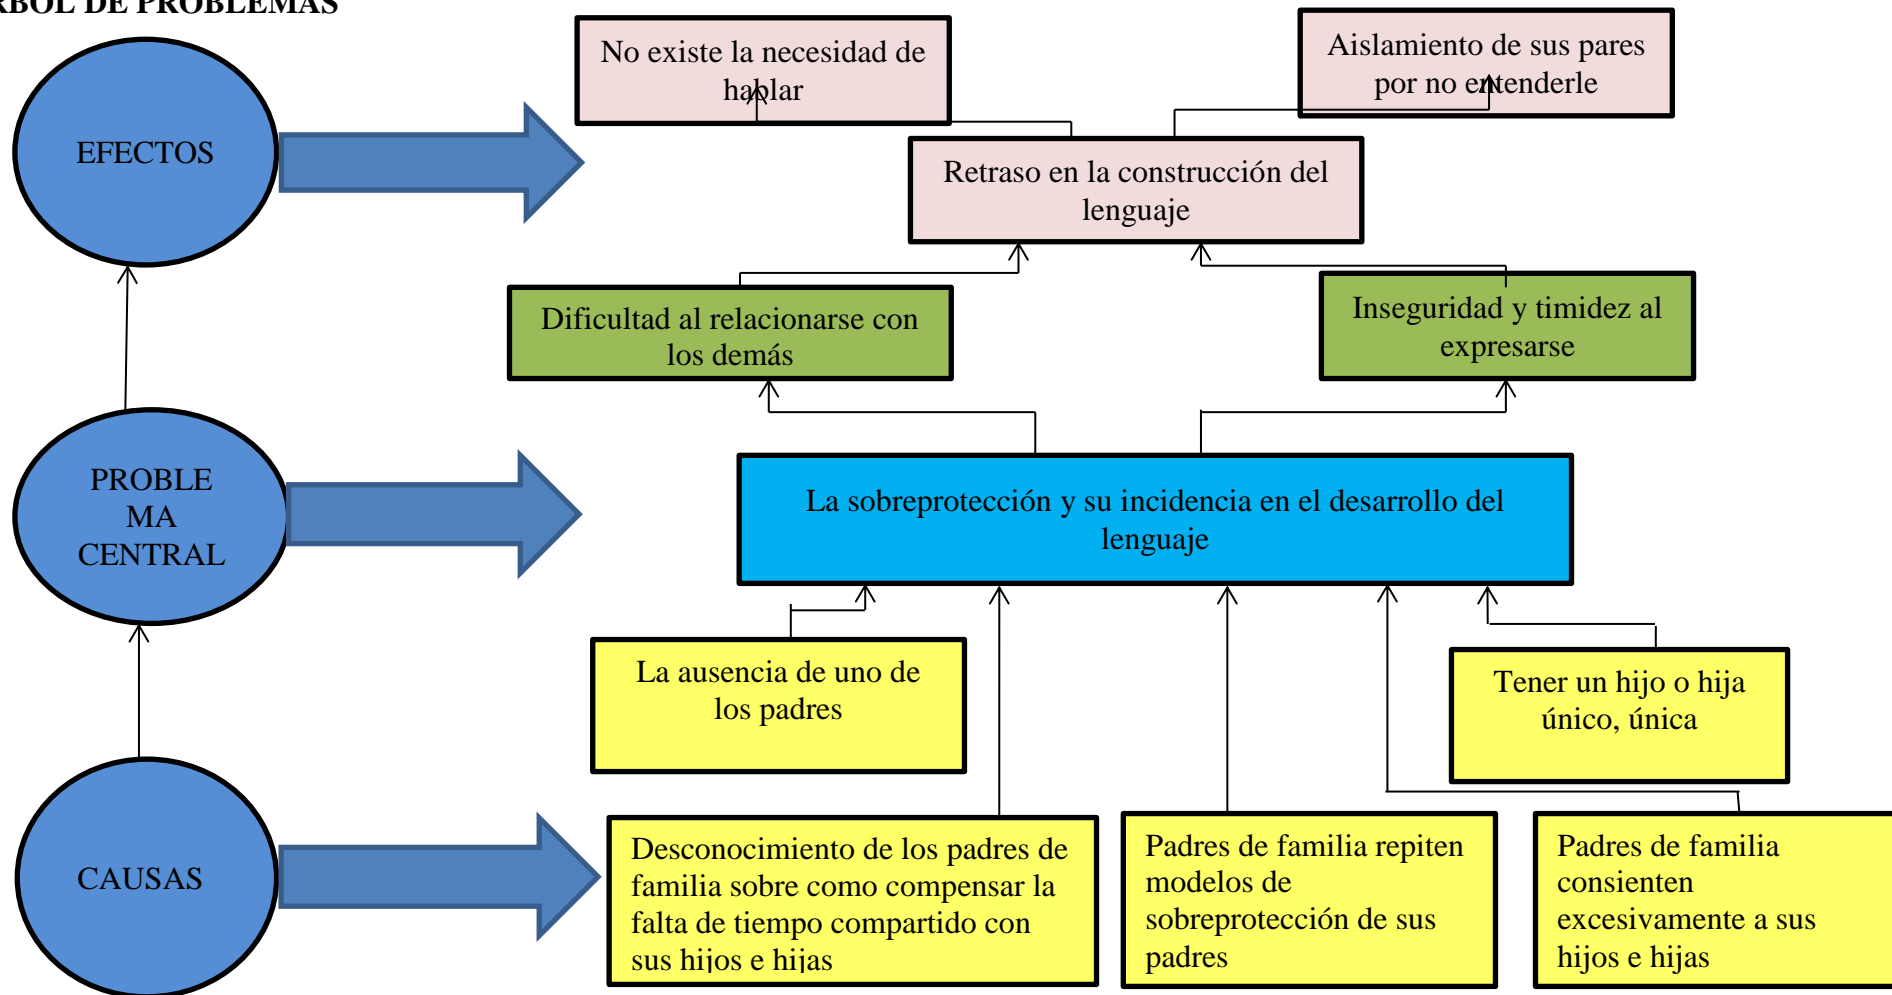 RBOL DE PROBLEMAS
No existe la necesidad de
hablar
Aislamiento de sus pares
por no entenderle
EFECTOS
Retraso en la construcción del
lenguaje
Dificultad al relacionarse con
los demás
Inseguridad y timidez al
expresarse
PROBLE
MA
CENTRAL
La sobreprotección y su incidencia en el desarrollo del
lenguaje
La ausencia de uno de
los padres
Tener un hijo o hija
único, única
CAUSAS
Desconocimiento de los padres de
familia sobre como compensar la
falta de tiempo compartido con
sus hijos e hijas
Padres de familia repiten
modelos de
sobreprotección de sus
padres
Padres de familia
consienten
excesivamente a sus
hijos e hijas